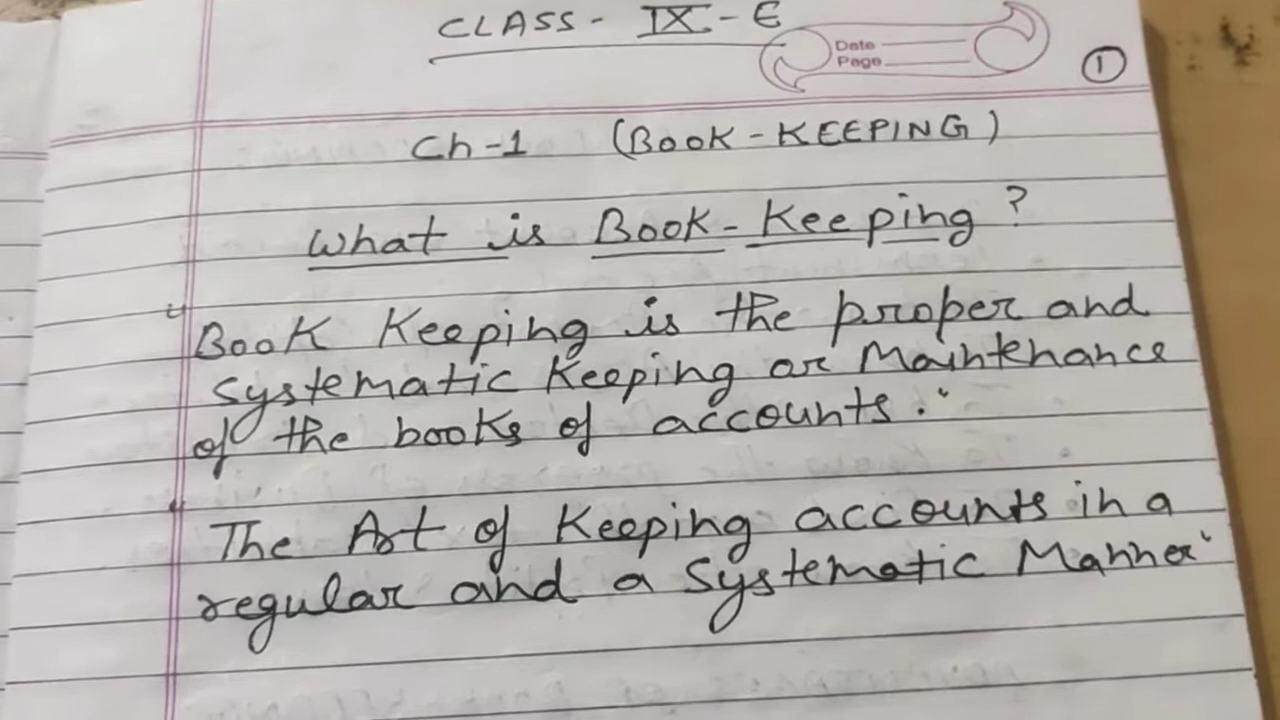 CLASS - IX - E
Date
Page
1
Ch-1 (BOOK-KEEPING)
What is Book-Keeping?
"Book Keeping is the proper and
systematic Keeping or Maintenance
of the books of accounts."
"The Art of Keeping accounts in a
regular and a systematic Manner"